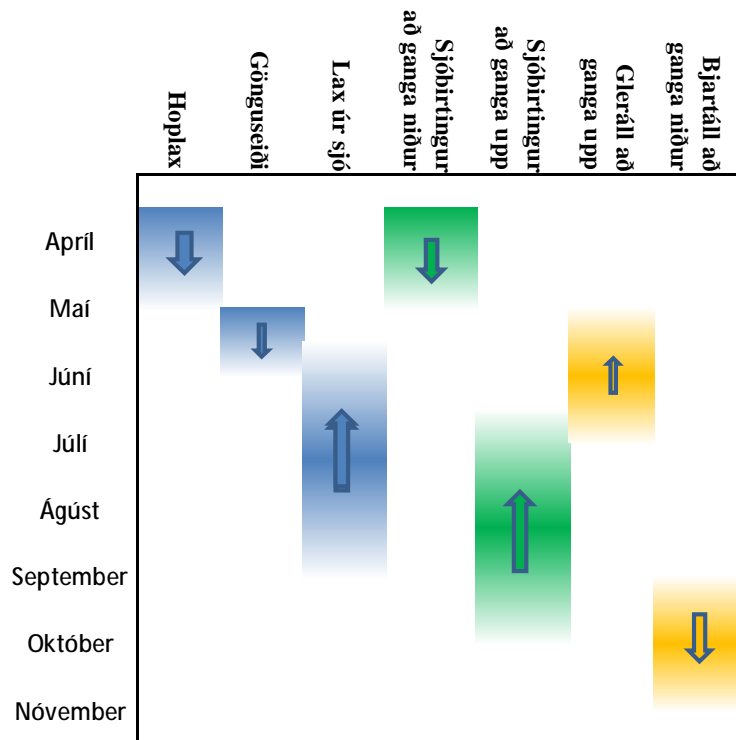 Hoplax
Gönguseiði
Lax úr sjó
Sjóbirtingur
að ganga niður
Sjóbirtingur
að ganga upp
Gleráll að
ganga upp
Bjartáll að
ganga niður
Apríl
Maí
Júní
Júlí
Ágúst
September
Október
Nóvember